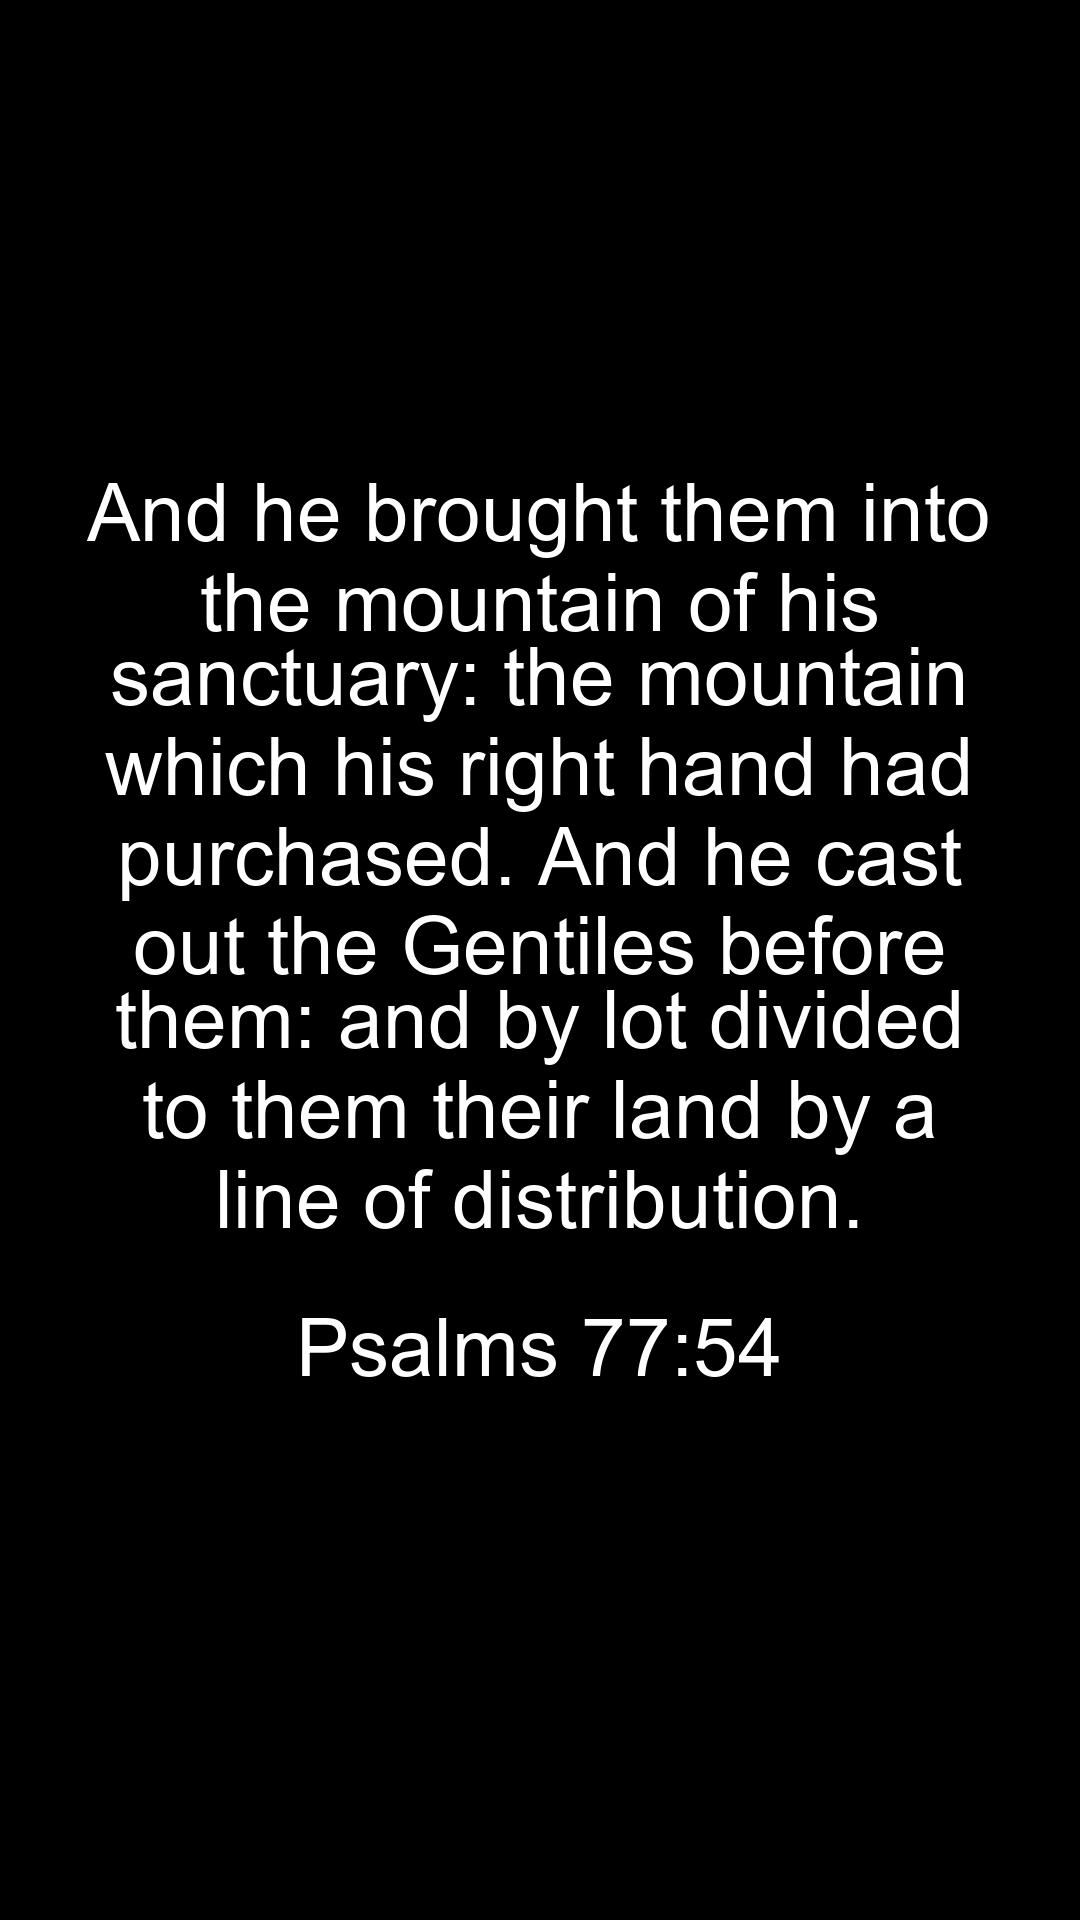 And he brought them into
the mountain of his
sanctuary: the mountain
which his right hand had
purchased. And he cast
out the Gentiles before
them: and by lot divided
to them their land by a
line of distribution.
Psalms 77:54